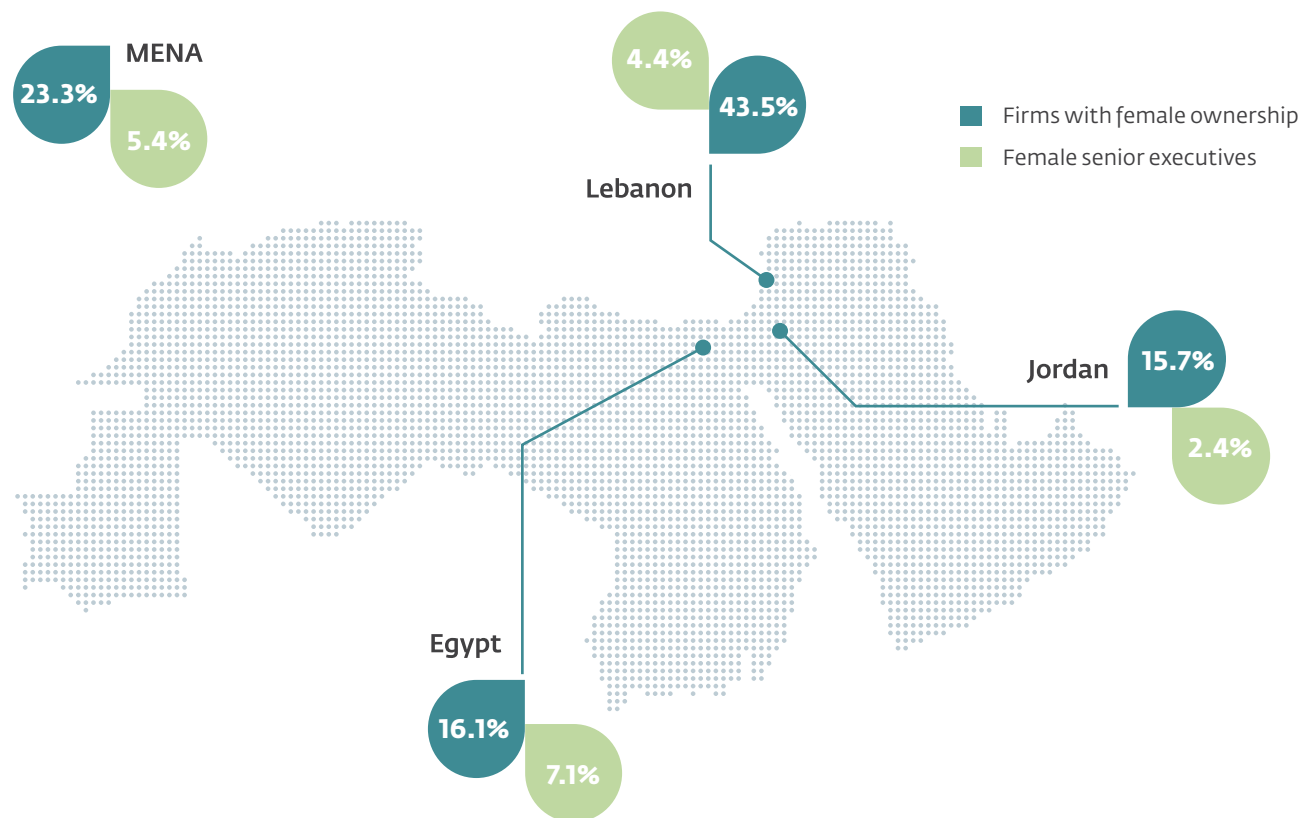 MENA
23.3%
5.4%
4.4%
43.5%
Lebanon
Firms with female ownership
Female senior executives
Jordan
15.7%
2.4%
Egypt
16.1%
7.1%